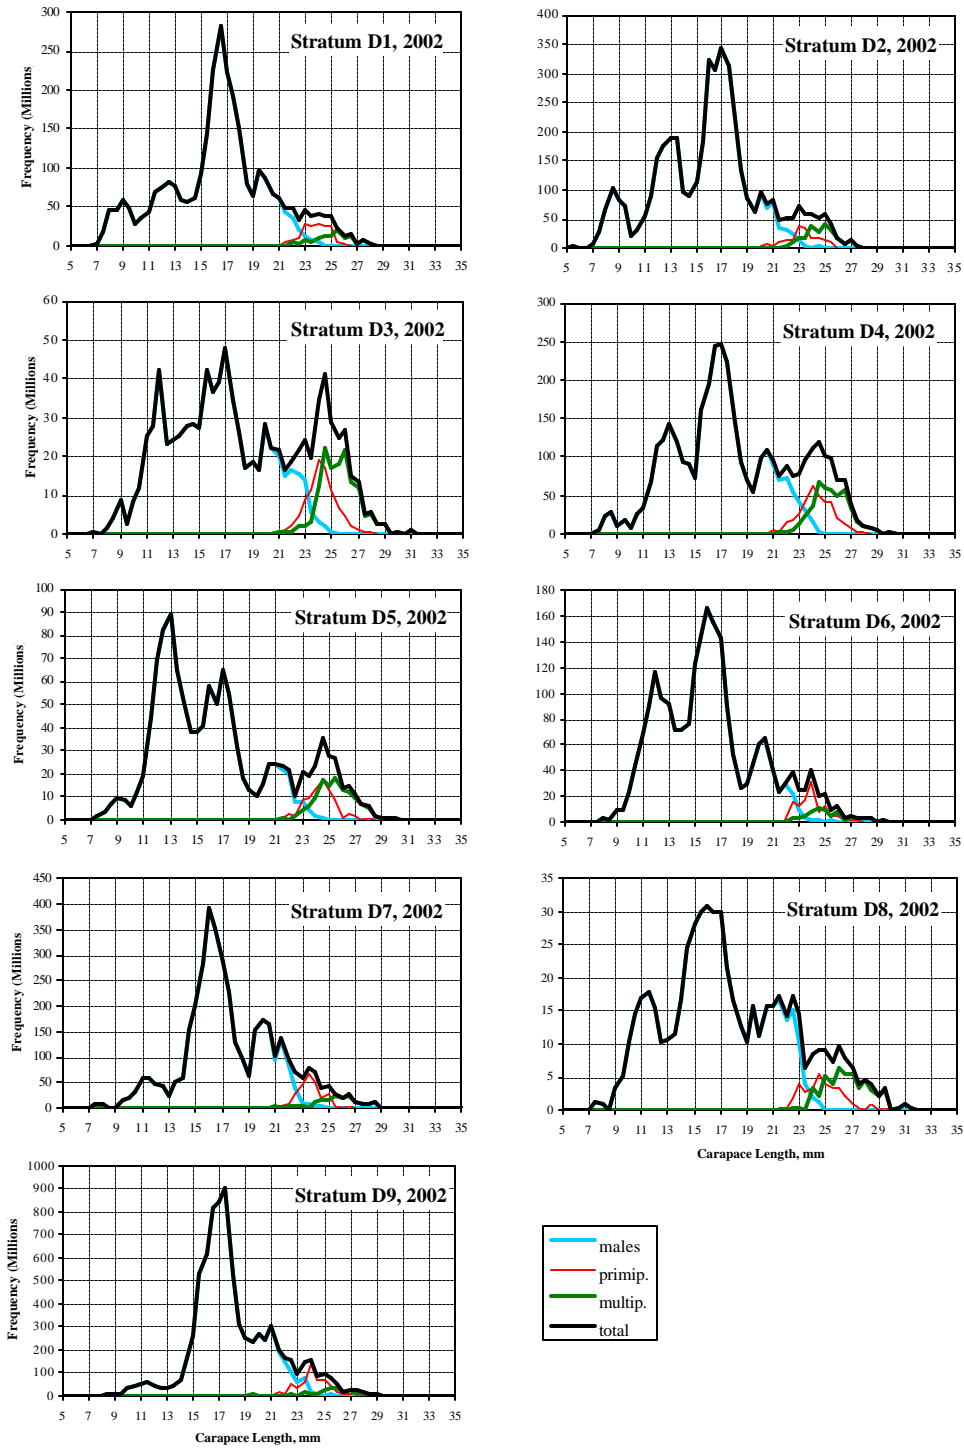 Stratum D1, 2002
Frequency (Millions
300
250
200
150
100
50
0
5 7 9 11 13 15 17 19 21 23 25 27 29 31 33 35
Stratum D2, 2002
400
350
300
250
200
150
100
50
0
5 7 9 11 13 15 17 19 21 23 25 27 29 31 33 35
Stratum D3, 2002
Frequency (Millions
60
50
40
30
20
10
0
5 7 9 11 13 15 17 19 21 23 25 27 29 31 33 35
Stratum D4, 2002
300
250
200
150
100
50
0
5 7 9 11 13 15 17 19 21 23 25 27 29 31 33 35
Stratum D5, 2002
Frequency (Millions
100
90
80
70
60
50
40
30
20
10
0
5 7 9 11 13 15 17 19 21 23 25 27 29 31 33 35
Stratum D6, 2002
180
160
140
120
100
80
60
40
20
0
5 7 9 11 13 15 17 19 21 23 25 27 29 31 33 35
Stratum D7, 2002
Frequency (Millions
450
400
350
300
250
200
150
100
50
0
5 7 9 11 13 15 17 19 21 23 25 27 29 31 33 35
Stratum D8, 2002
35
30
25
20
15
10
5
0
5 7 9 11 13 15 17 19 21 23 25 27 29 31 33 35
Carapace Length, mm
Stratum D9, 2002
Frequency (Millions
1000
900
800
700
600
500
400
300
200
100
0
5 7 9 11 13 15 17 19 21 23 25 27 29 31 33 35
Carapace Length, mm
males
primip.
multip.
total